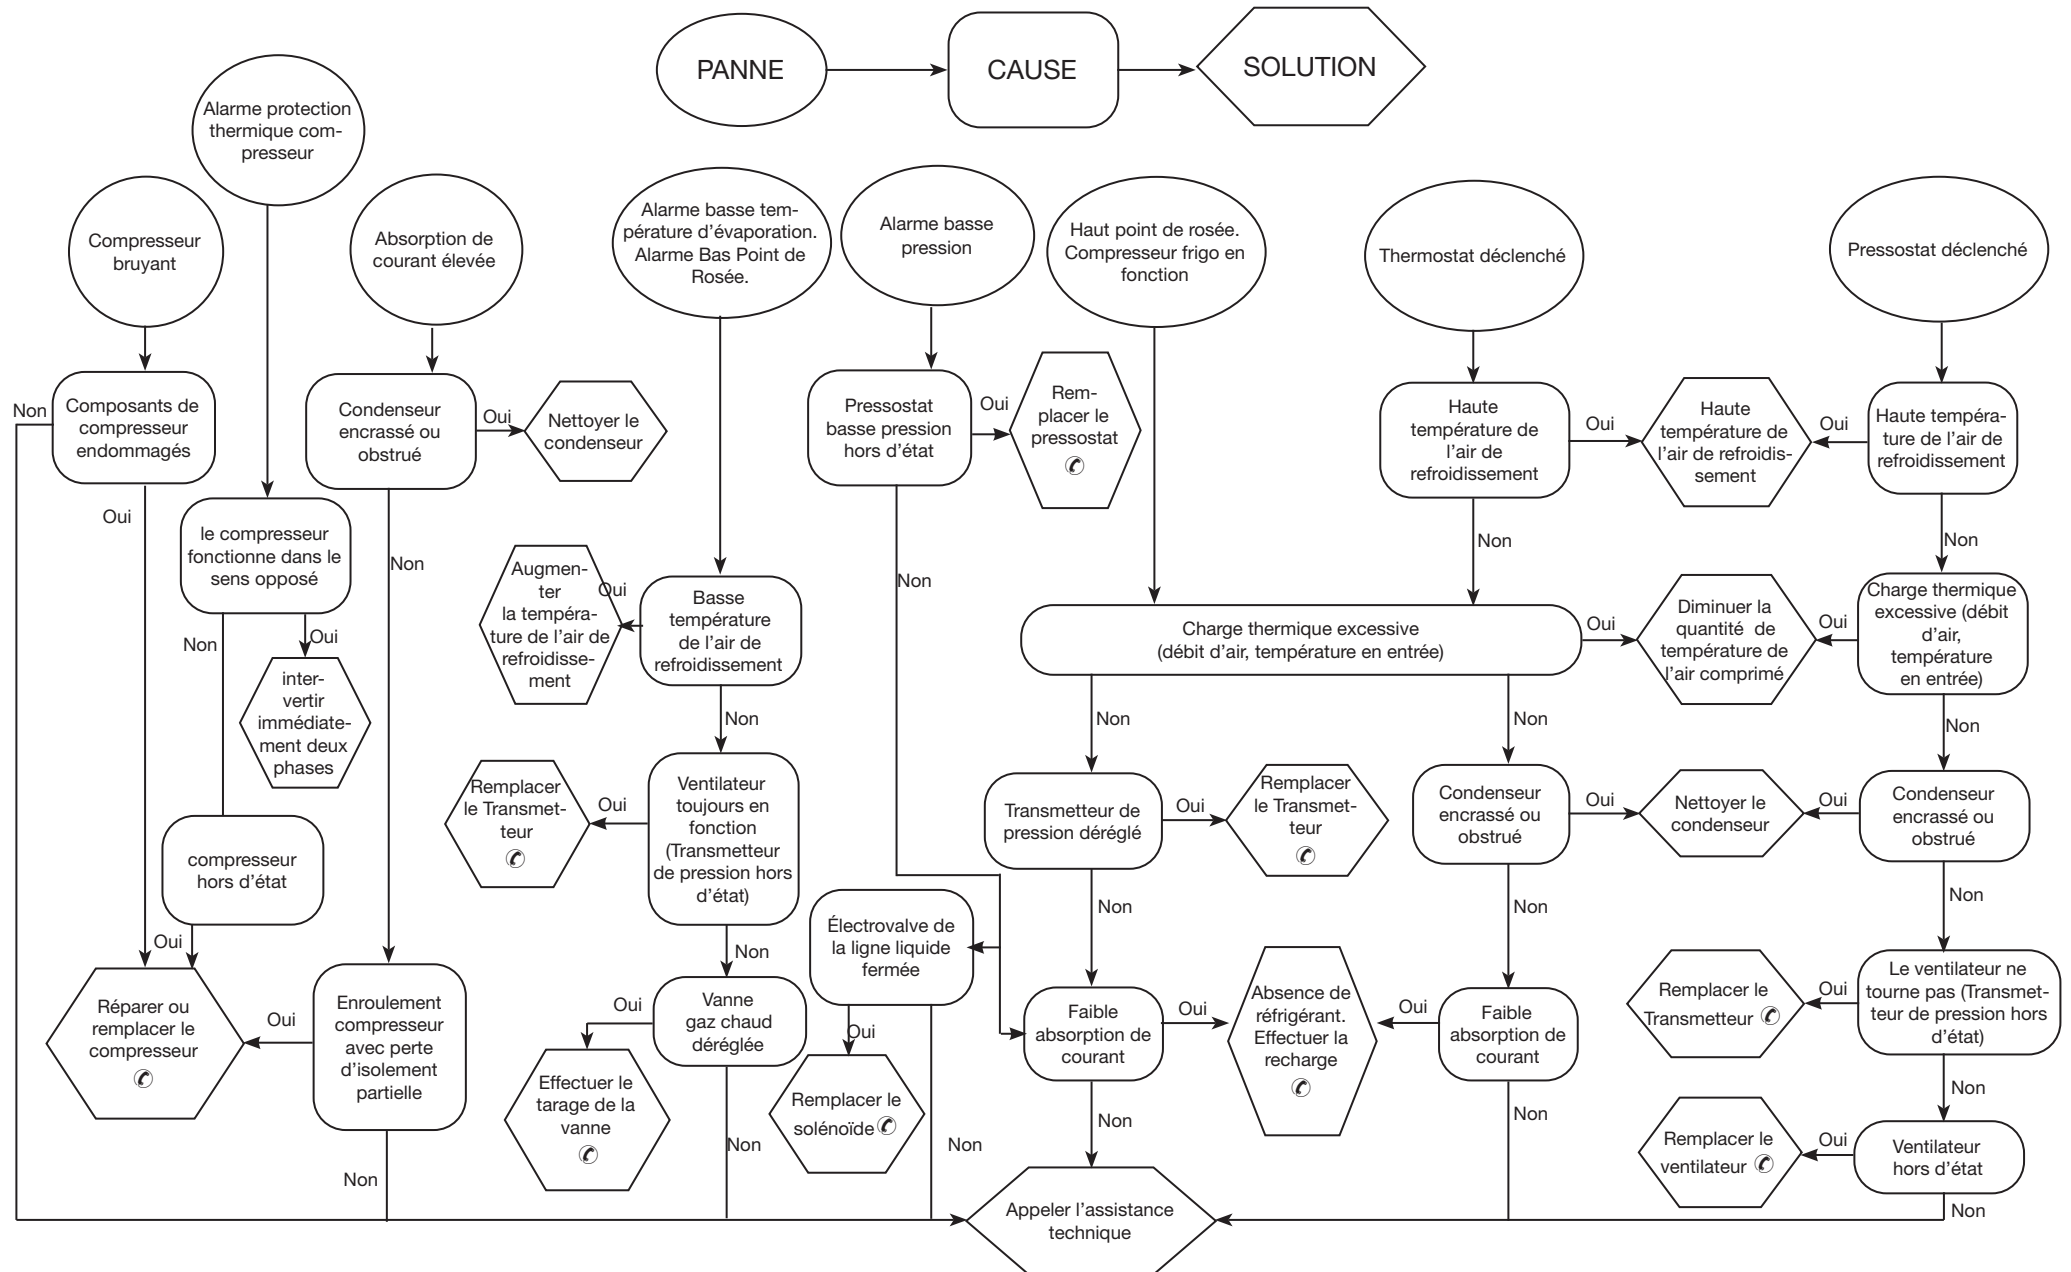 PANNE
CAUSE
SOLUTION
Alarme protection
thermique com-
presseur
Compresseur
bruyant
Absorption de
courant élevée
Alarme basse tem-
pérature d'évaporation.
Alarme Bas Point de
Rosée.
Alarme basse
pression
Haut point de rosée.
Compresseur frigo en
fonction
Thermostat déclenché
Pressostat déclenché
Non
Composants de
compresseur
endommagés
Oui
Condenseur
encrassé ou
obstrué
Oui
Nettoyer le
condenseur
Non
Pressostat
basse pression
hors d'état
Oui
Rem-
placer le
pressostat
✆
Haute
température de
l'air de
refroidissement
Oui
Haute
température de
l'air de refroidis-
sement
Oui
Haute tempéra-
ture de l'air de
refroidissement
Non
Non
le compresseur
fonctionne dans le
sens opposé
Non
Oui
inter-
vertir
immédiate-
ment deux
phases
Augmen-
ter
la tempéra-
ture de l'air de
refroidisse-
ment
Oui
Basse
température
de l'air de
refroidissement
Non
Non
Charge thermique excessive
(débit d'air, température en entrée)
Oui
Diminuer la
quantité de
température de
l'air comprimé
Oui
Charge thermique
excessive (débit
d'air,
température
en entrée)
Non
Non
Non
Remplacer
le Transmet-
teur
✆
Oui
Ventilateur
toujours en
fonction
(Transmetteur
de pression hors
d'état)
Non
Transmetteur de
pression déréglé
Oui
Remplacer
le Transmet-
teur
✆
Condenseur
encrassé ou
obstrué
Oui
Nettoyer le
condenseur
Oui
Condenseur
encrassé ou
obstrué
Non
Non
Non
compresseur
hors d'état
Oui
Réparer ou
remplacer le
compresseur
✆
Oui
Enroulement
compresseur
avec perte
d'isolement
partielle
Non
Oui
Vanne
gaz chaud
déréglée
Effectuer le
tarage de la
vanne
✆
Non
Électrovalve de
la ligne liquide
fermée
Oui
Remplacer le
solénoïde ✆
Non
Faible
absorption de
courant
Oui
Absence de
réfrigérant.
Effectuer la
recharge
✆
Oui
Faible
absorption de
courant
Non
Non
Remplacer le
Transmetteur ✆
Oui
Le ventilateur ne
tourne pas (Transmet-
teur de pression hors
d'état)
Non
Remplacer le
ventilateur ✆
Oui
Ventilateur
hors d'état
Non
Appeler l'assistance
technique